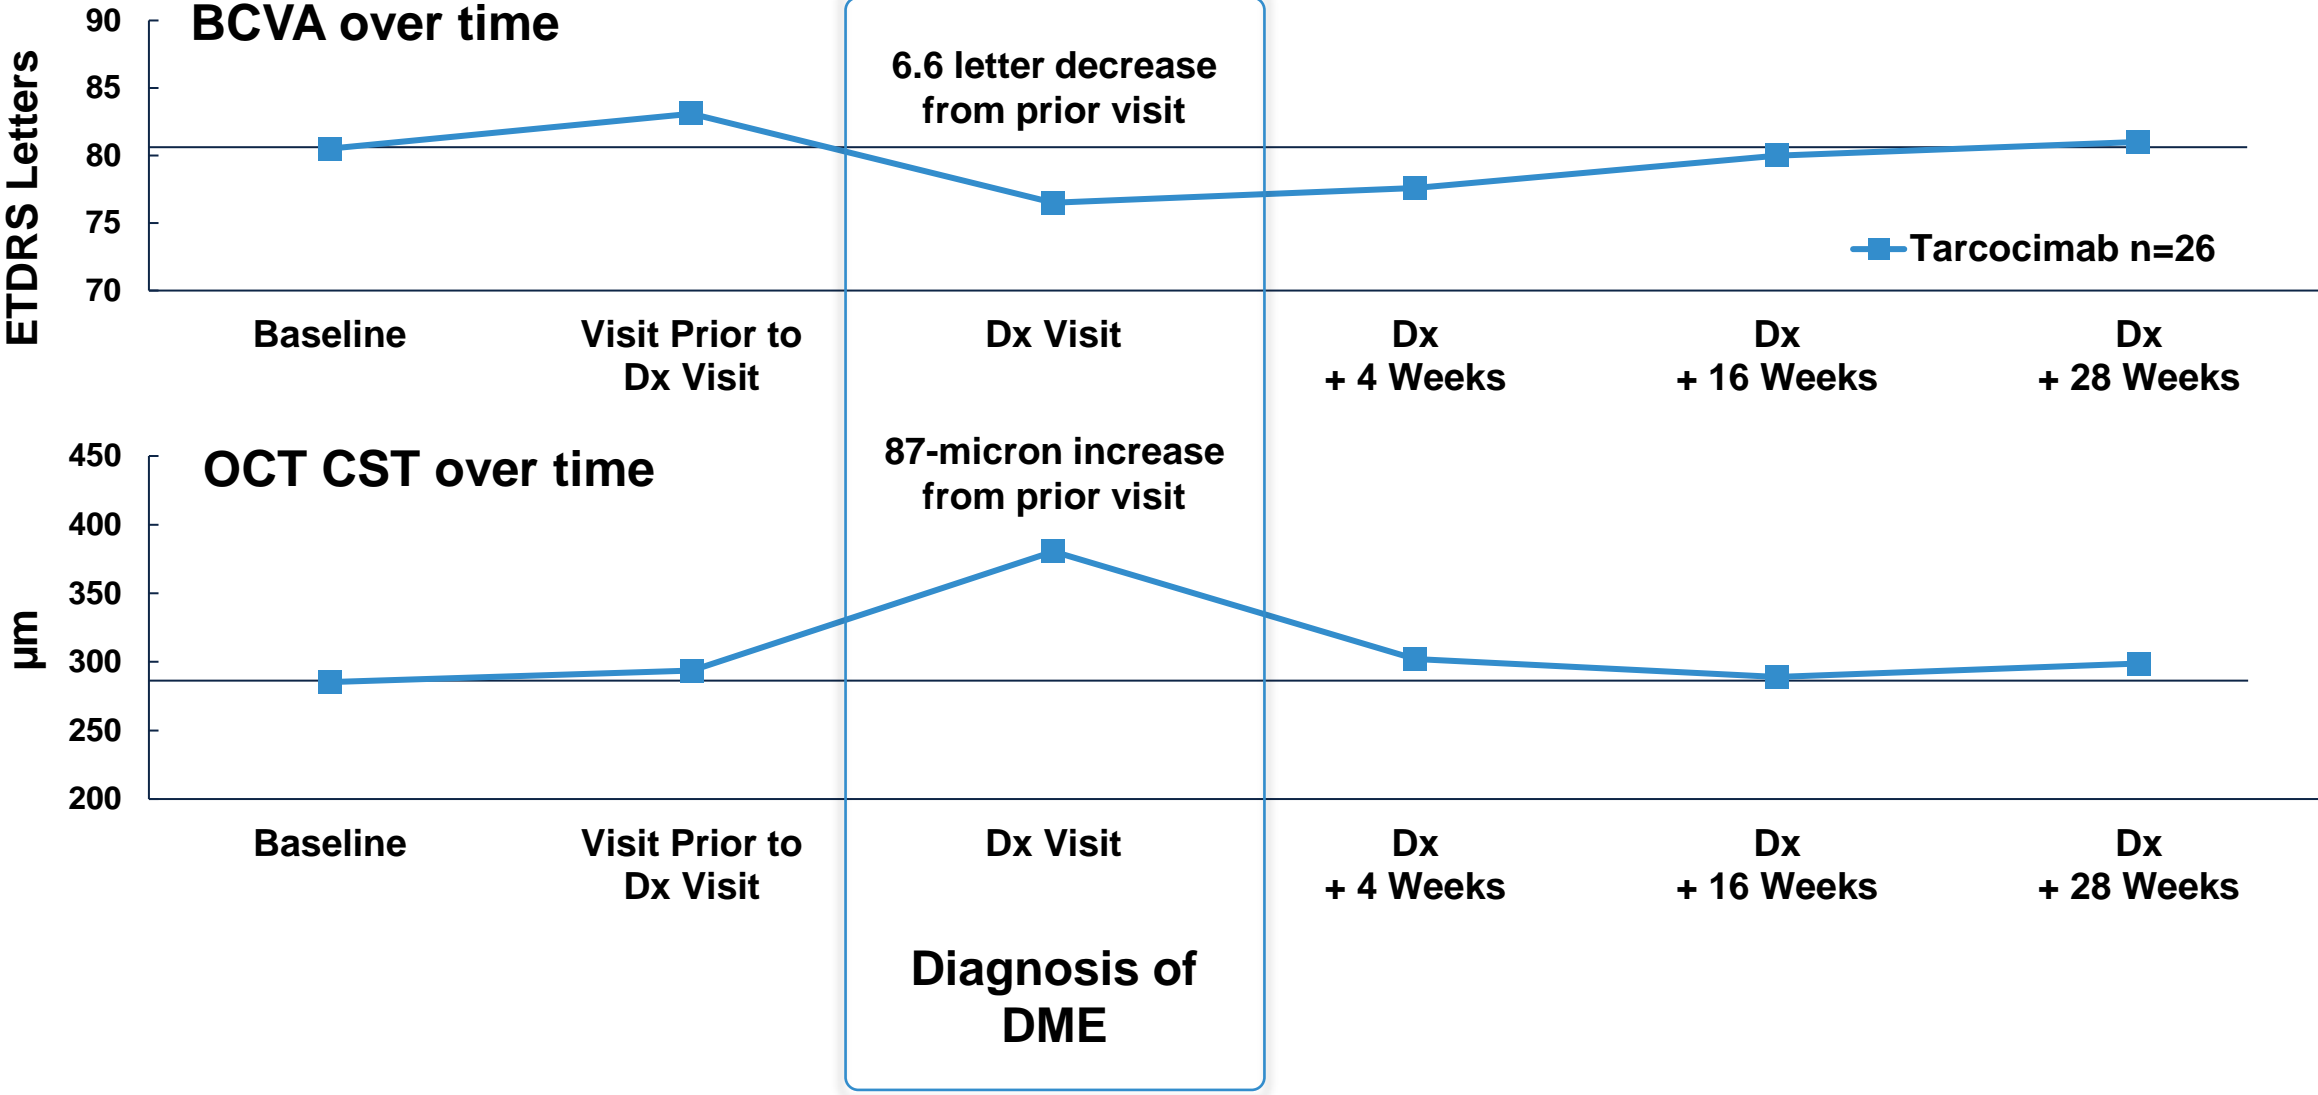 BCVA over time
6.6 letter decrease
from prior visit
ETDRS Letters
90
85
80
75
70
Tarcocimab n=26
Baseline
Visit Prior to
Dx Visit
Dx Visit
Dx
+ 4 Weeks
Dx
+ 16 Weeks
Dx
+ 28 Weeks
OCT CST over time
87-micron increase
from prior visit
µm
450
400
350
300
250
200
Baseline
Visit Prior to
Dx Visit
Dx Visit
Dx
+ 4 Weeks
Dx
+ 16 Weeks
Dx
+ 28 Weeks
Diagnosis of
DME